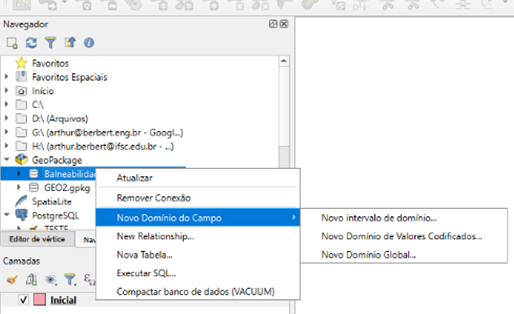 Navegador
Favoritos
Favoritos Espaciais
Início
C:\
D:\ (Arquivos)
G:\ (arthur@berbert.eng.br - Googl...)
H:\ (arthur.berbert@ifsc.edu.br - ...)
GeoPackage
Balneabilidad
GEO2.gpkg
SpatiaLite
PostgreSQL
TESTE
Atualizar
Remover Conexão
Novo Domínio do Campo
New Relationship...
Nova Tabela...
Executar SQL...
Compactar banco de dados (VACUUM)
Novo intervalo de domínio...
Novo Domínio de Valores Codificados...
Novo Domínio Global...
Editor de vértice
Nav
Camadas
Inicial